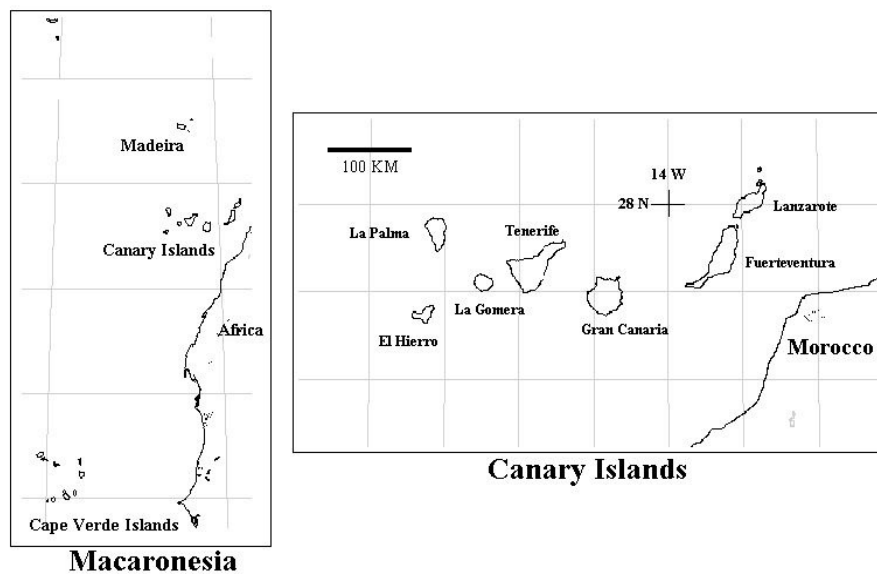 Madeira
Canary Islands
Africa
Cape Verde Islands
Macaronesia
100 KM
14 W
28 N
Lanzarote
La Palma
Tenerife
Fuerteventura
La Gomera
Gran Canaria
El Hierro
Morocco
Canary Islands